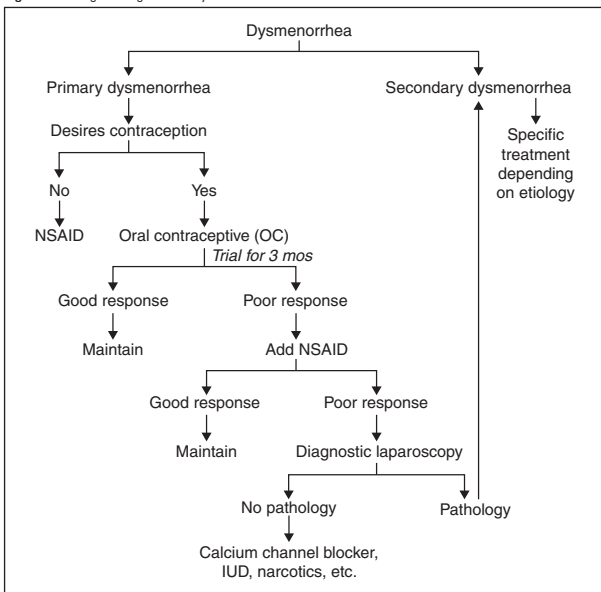 Dysmenorrhea
Primary dysmenorrhea
Secondary dysmenorrhea
Desires contraception
Specific
treatment
depending
on etiology
No
Yes
NSAID
Oral contraceptive (OC)
Trial for 3 mos
Good response
Poor response
Maintain
Add NSAID
Good response
Poor response
Maintain
Diagnostic laparoscopy
No pathology
Pathology
Calcium channel blocker,
IUD, narcotics, etc.